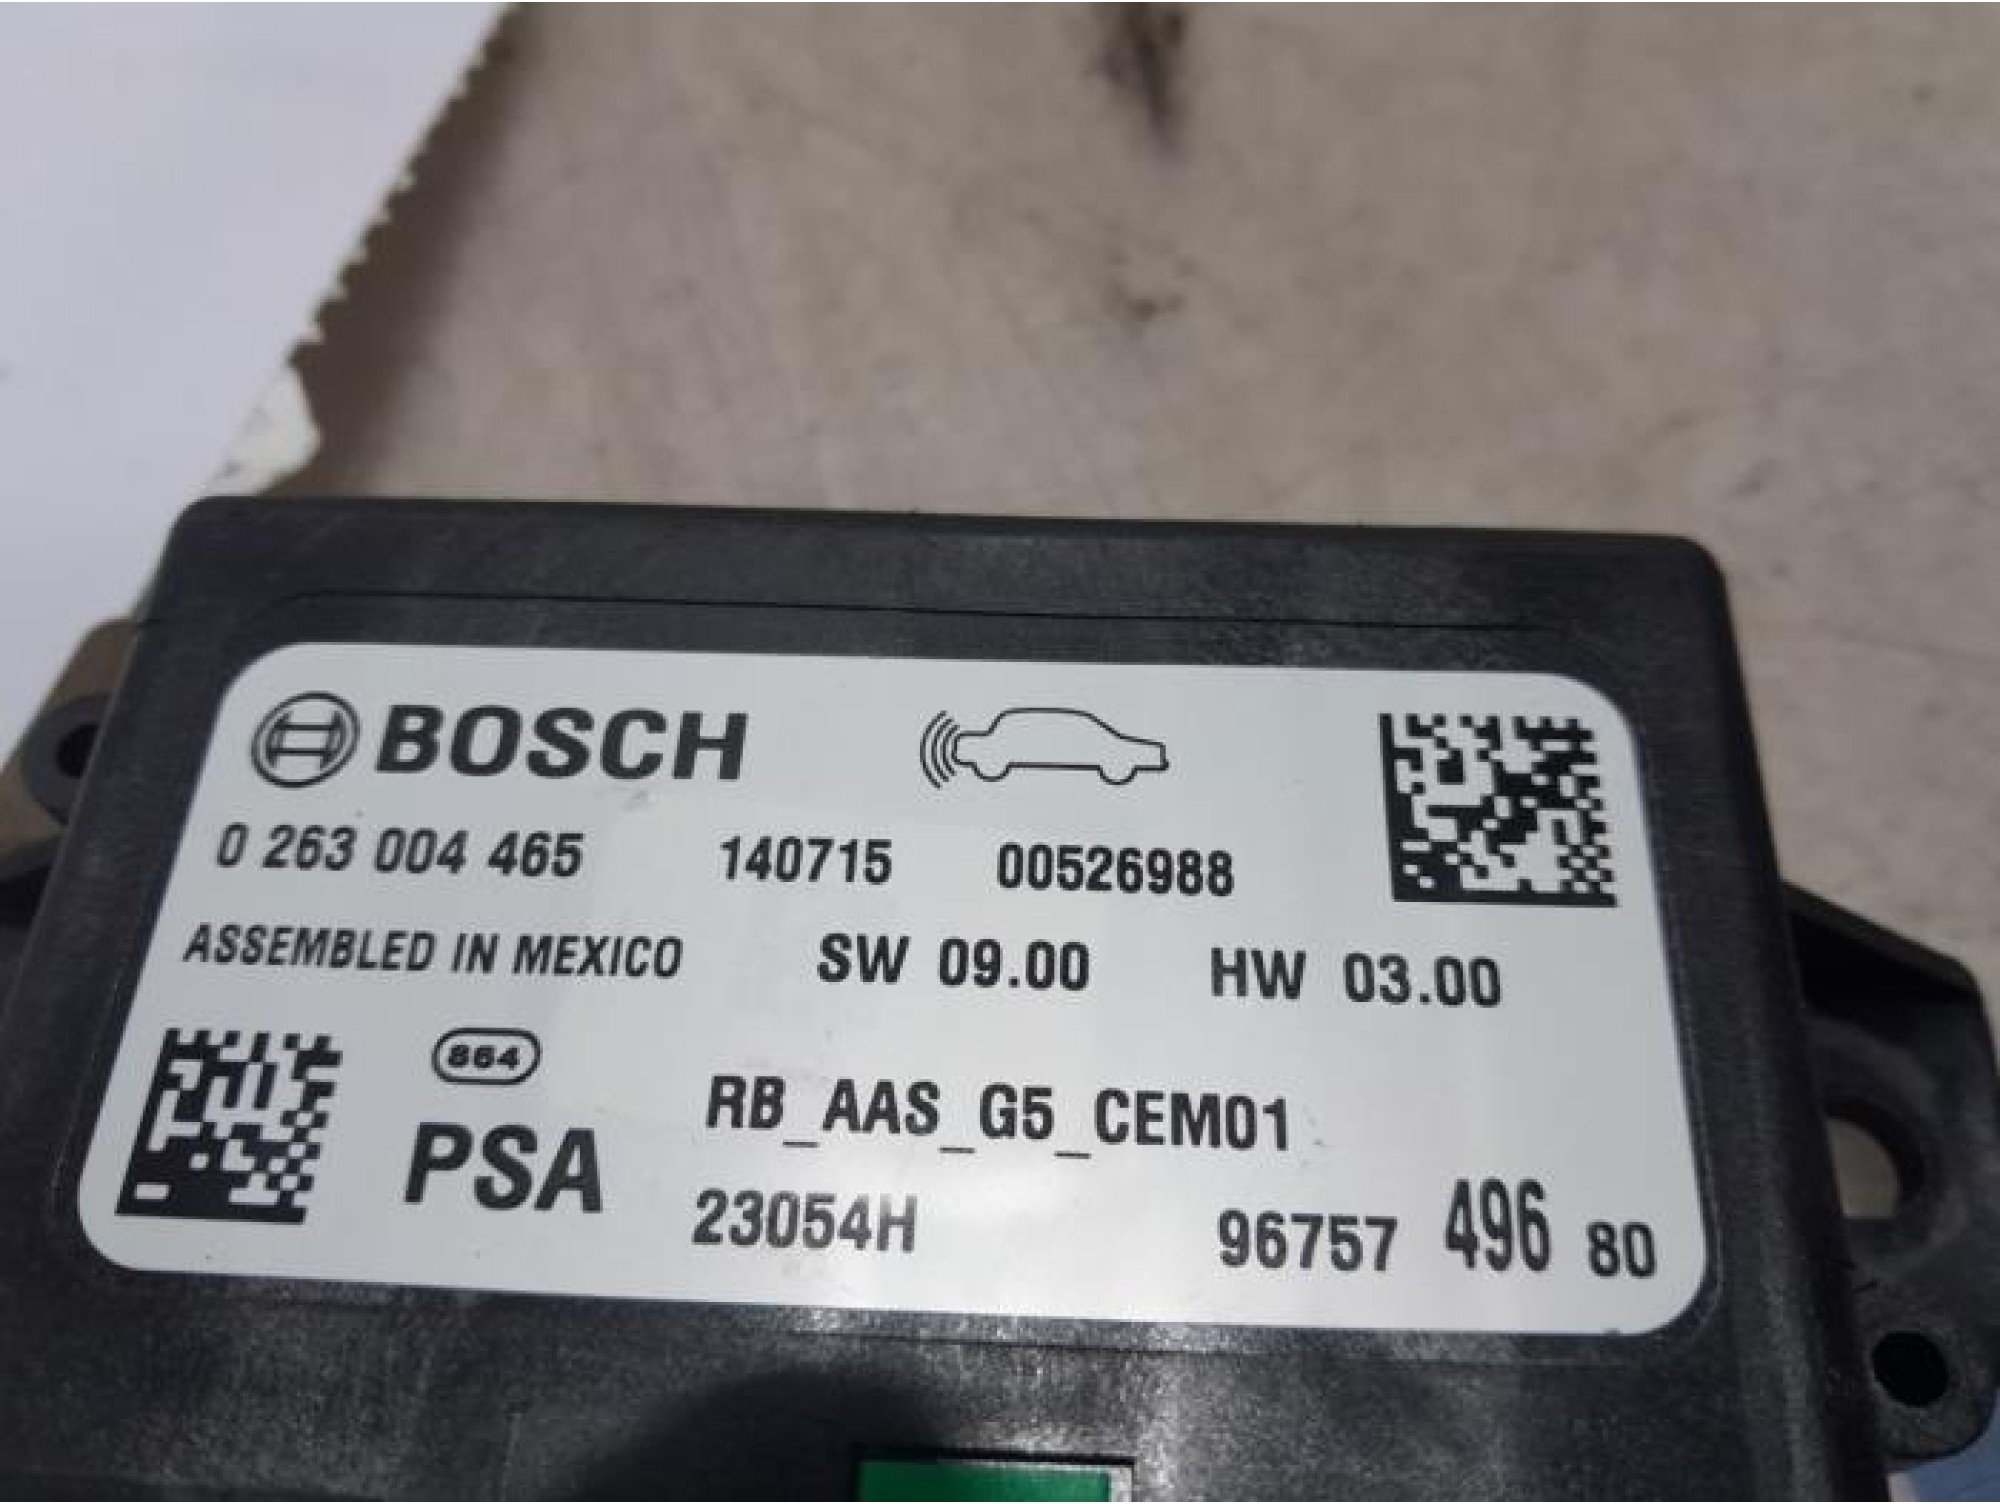 BOSCH
0 263 004 465 140715 00526988
ASSEMBLED IN MEXICO SW 09.00 HW 03.00
864
PSA RB_AAS_G5_CEM01
23054H 96757 496 80